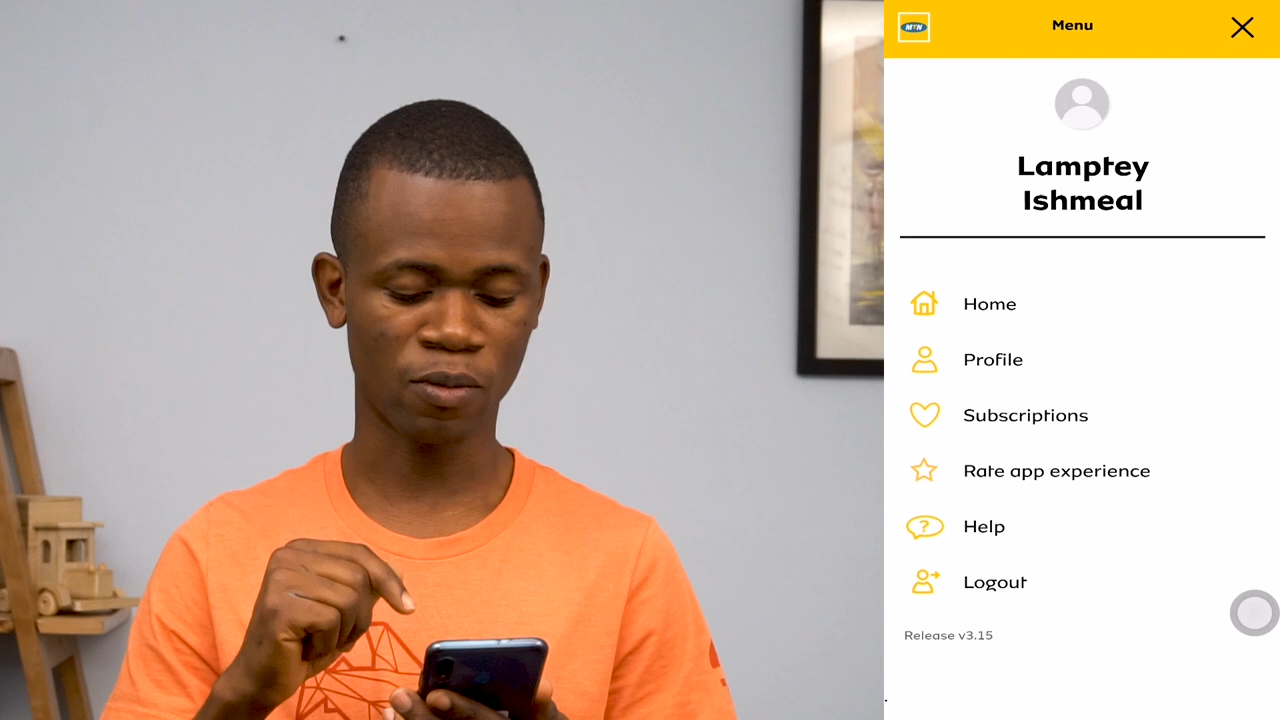 MTN
Menu
Lamptey
Ishmeal
Home
Profile
Subscriptions
Rate app experience
Help
Logout
Release v3.15